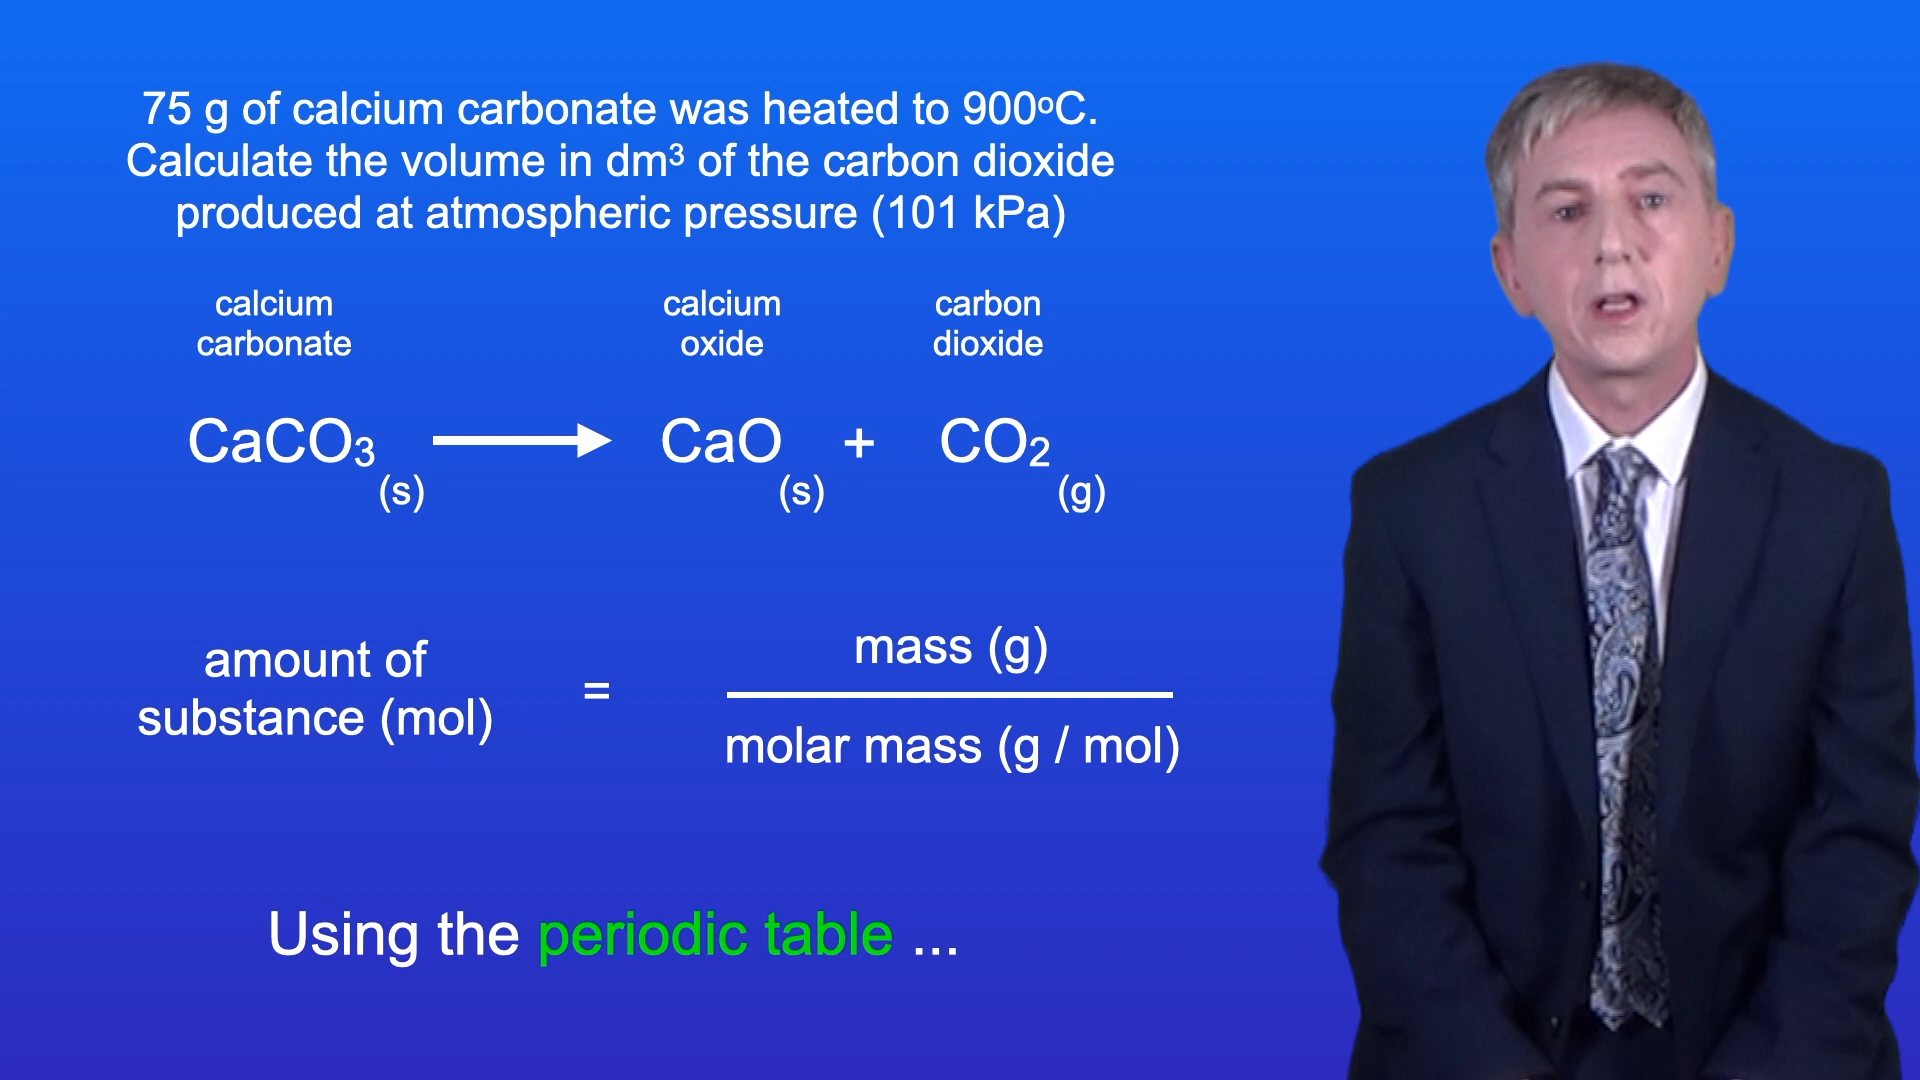 75 g of calcium carbonate was heated to 900ºC.
Calculate the volume in dm³ of the carbon dioxide
produced at atmospheric pressure (101 kPa)
calcium
carbonate
calcium
oxide
carbon
dioxide
CaCO₃(s) → CaO(s) + CO₂(g)
amount of
substance (mol)
=
mass (g)
molar mass (g / mol)
Using the periodic table ...